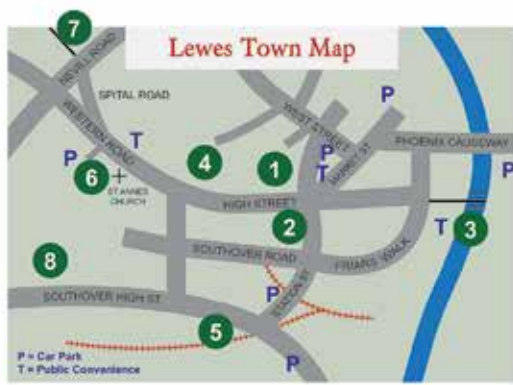 Lewes Town Map
7
NEVILL ROAD
SPITAL ROAD
WESTERN ROAD
T
P
6
ST ANNES
CHURCH
4
1
WEST STREET
P
T
MARKET ST
P
PHOENIX CAUSEWAY
P
HIGH STREET
2
T
3
SOUTHOVER ROAD
FRIARS WALK
8
STATION ST
P
SOUTHOVER HIGH ST.
5
P
P = Car Park
T = Public Convenience